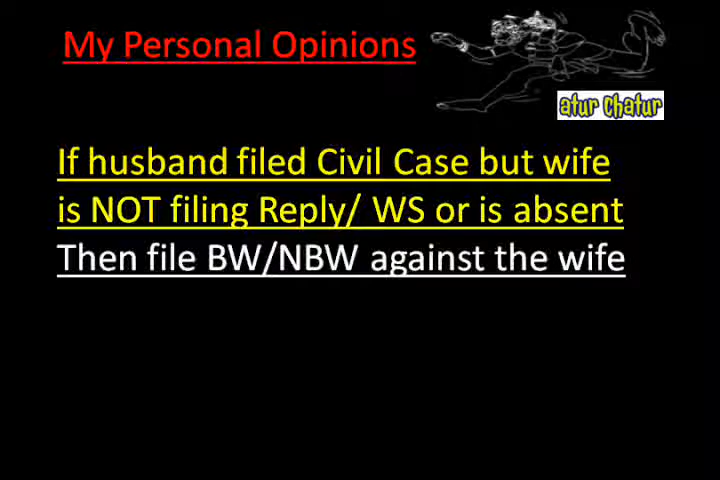 My Personal Opinions
atur chatur
If husband filed Civil Case but wife
is NOT filing Reply/ WS or is absent
Then file BW/NBW against the wife